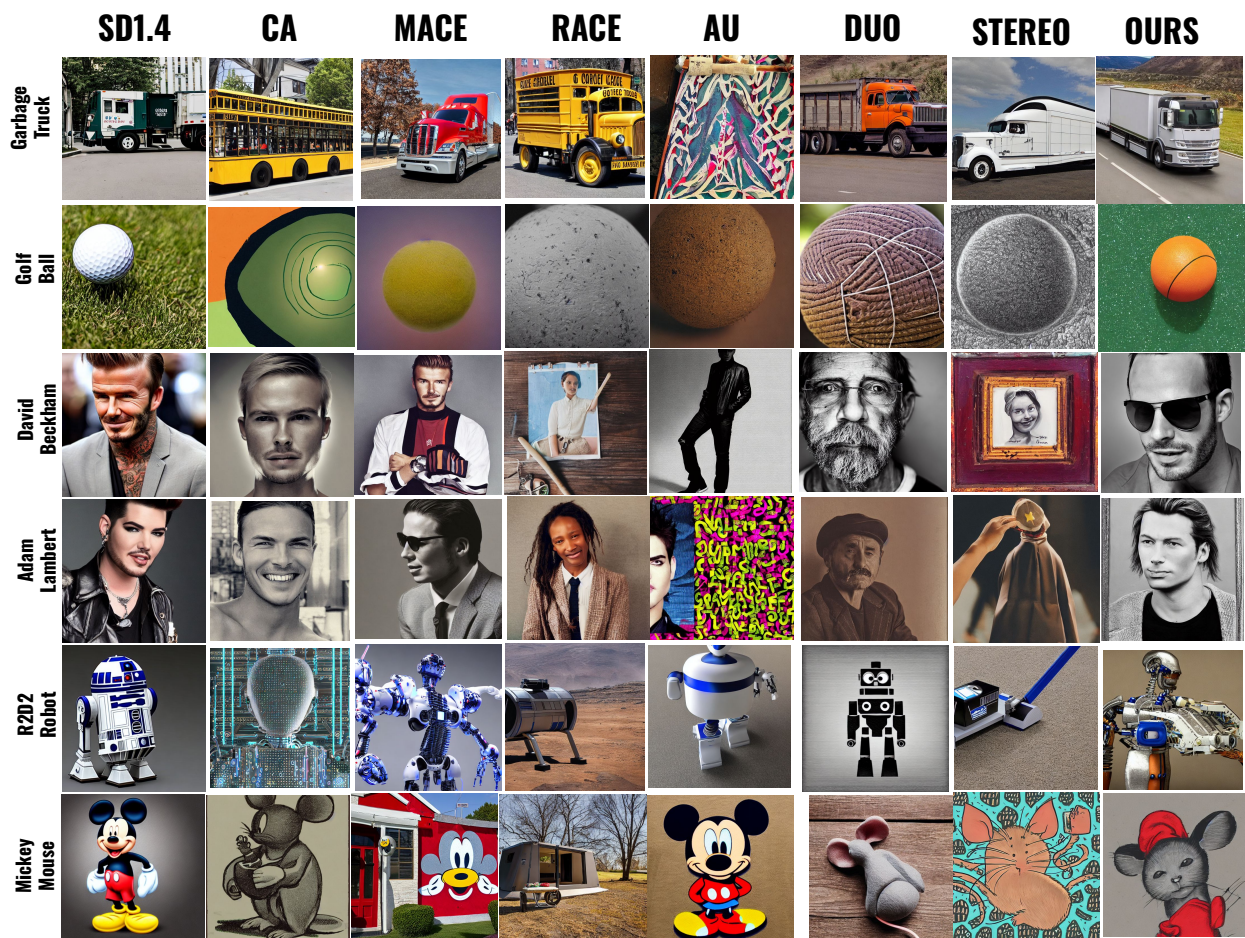 SD1.4 CA MACE RACE AU DUO STEREO OURS
Garbage
Truck
Golf
Ball
David
Beckham
Adam
Lambert
R2D2
Robot
Mickey
Mouse